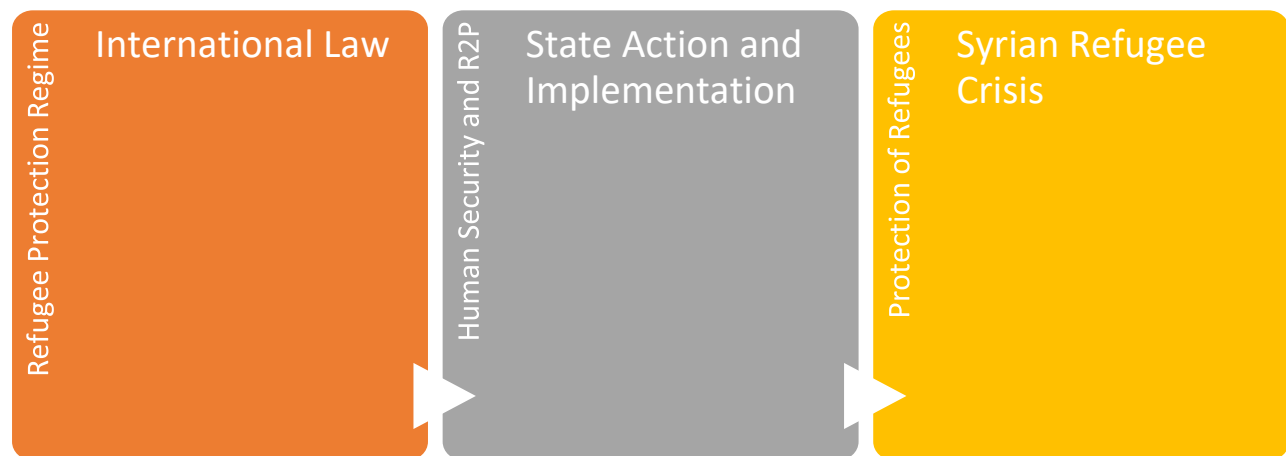 Refugee Protection Regime
International Law
Human Security and R2P
State Action and
Implementation
Protection of Refugees
Syrian Refugee
Crisis